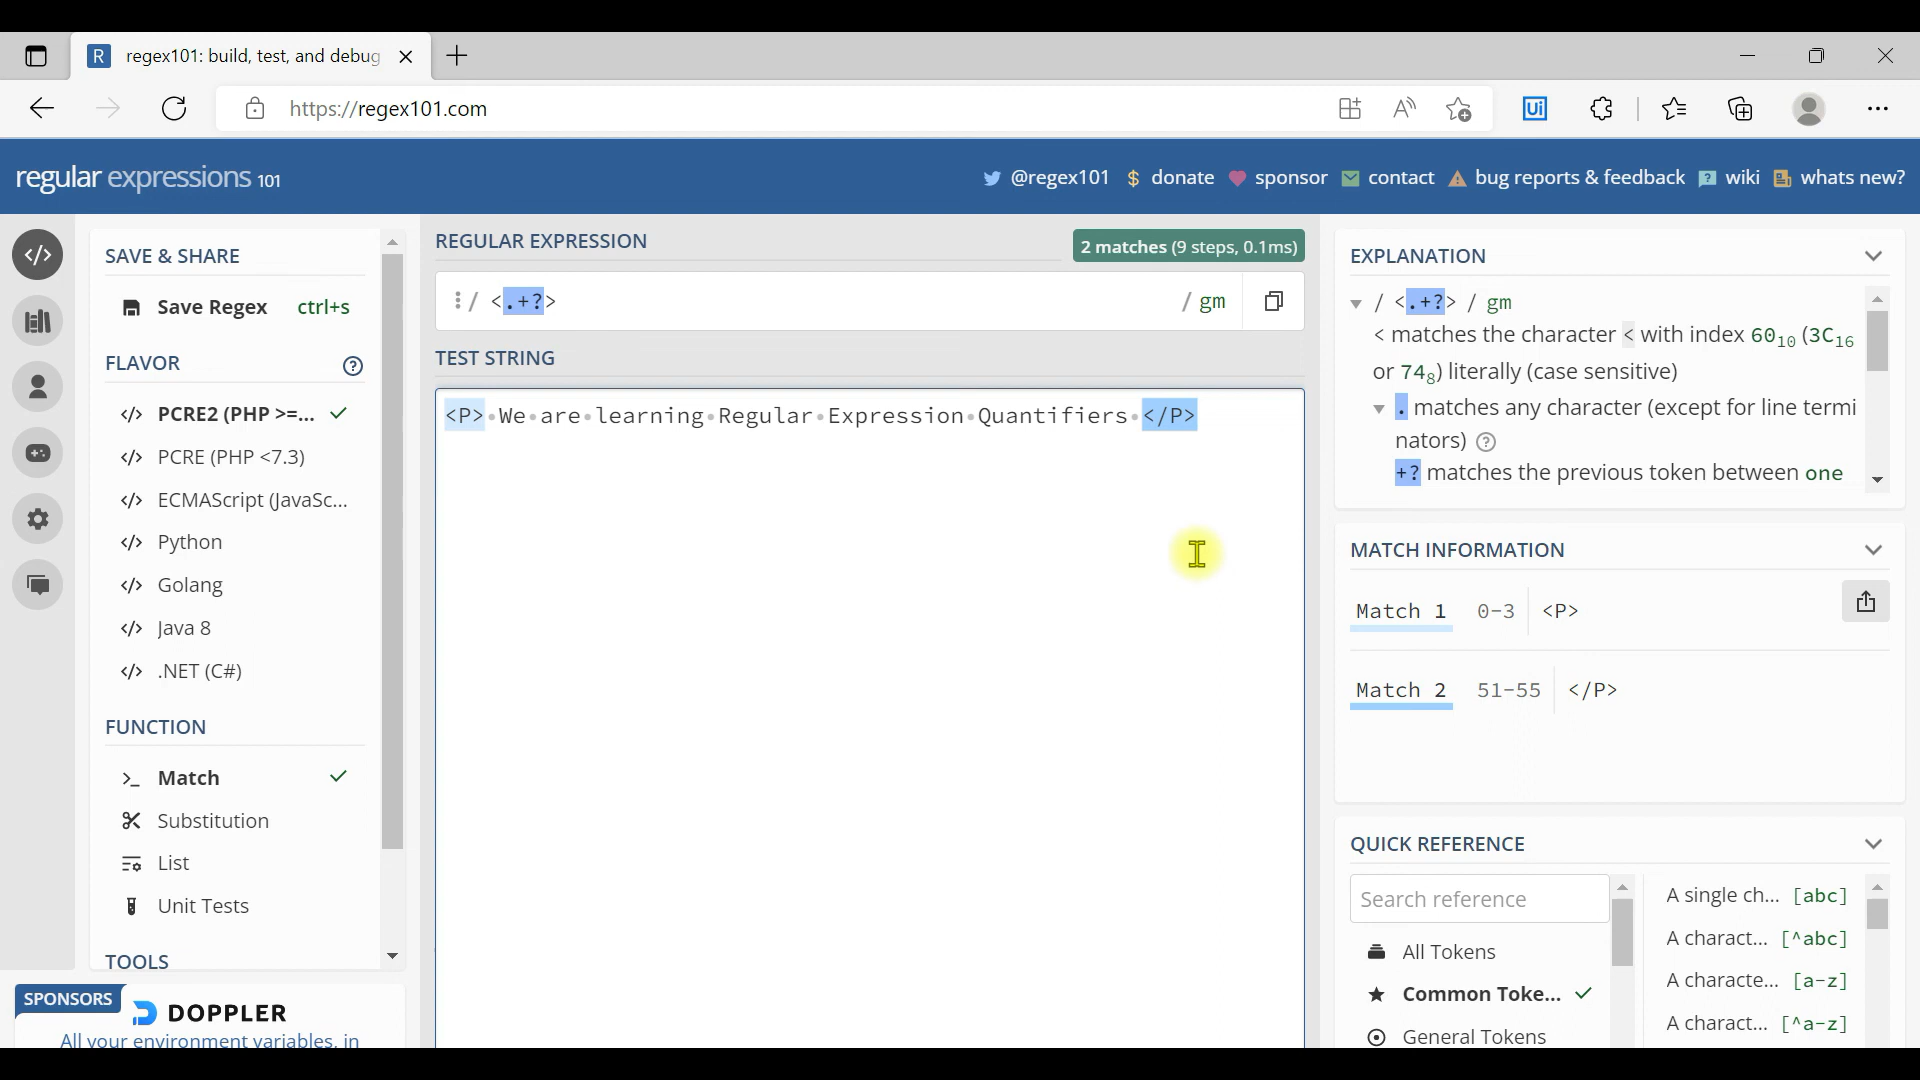 regex101: build, test, and debug
https://regex101.com
regular expressions 101
@regex101 $ donate sponsor contact bug reports & feedback wiki whats new?
SAVE & SHARE
Save Regex ctrl+s
FLAVOR
</> PCRE2 (PHP >=...
</> PCRE (PHP <7.3)
</> ECMAScript (JavaSc...
</> Python
</> Golang
</> Java 8
</> .NET (C#)
FUNCTION
>_ Match
Substitution
List
Unit Tests
TOOLS
SPONSORS
DOPPLER
All your environment variables, in
REGULAR EXPRESSION
2 matches (9 steps, 0.1ms)
/ <.+?> / gm
TEST STRING
<P>·We·are·learning·Regular·Expression·Quantifiers·</P>
EXPLANATION
/ <.+?> / gm
< matches the character < with index 60₁₀ (3C₁₆
or 74₈) literally (case sensitive)
. matches any character (except for line termi
nators)
+? matches the previous token between one
MATCH INFORMATION
Match 1 0-3 <P>
Match 2 51-55 </P>
QUICK REFERENCE
Search reference
All Tokens
Common Toke...
General Tokens
A single ch... [abc]
A charact... [^abc]
A characte... [a-z]
A charact... [^a-z]